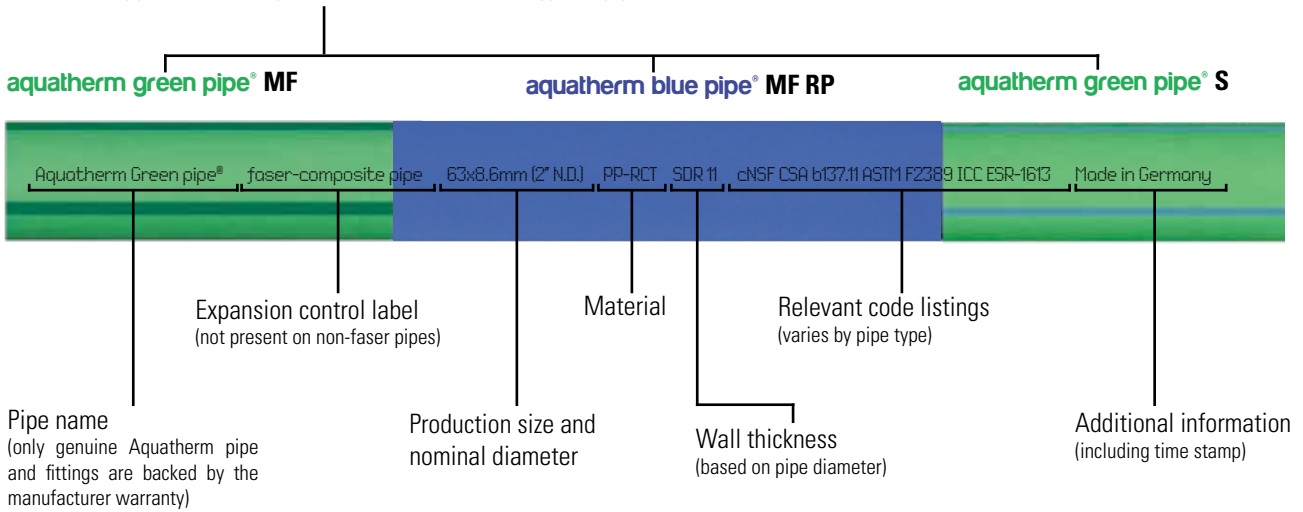 aquatherm green pipe® MF
aquatherm blue pipe® MF RP
aquatherm green pipe® S
Aquatherm Green pipe® faser-composite pipe 63x8.6mm (2" N.D.) PP-RCT SDR 11 cNSF CSA b137.11 ASTM F2389 ICC ESR-1613 Made in Germany
Expansion control label
(not present on non-faser pipes)
Material
Relevant code listings
(varies by pipe type)
Pipe name
(only genuine Aquatherm pipe
and fittings are backed by the
manufacturer warranty)
Production size and
nominal diameter
Wall thickness
(based on pipe diameter)
Additional information
(including time stamp)